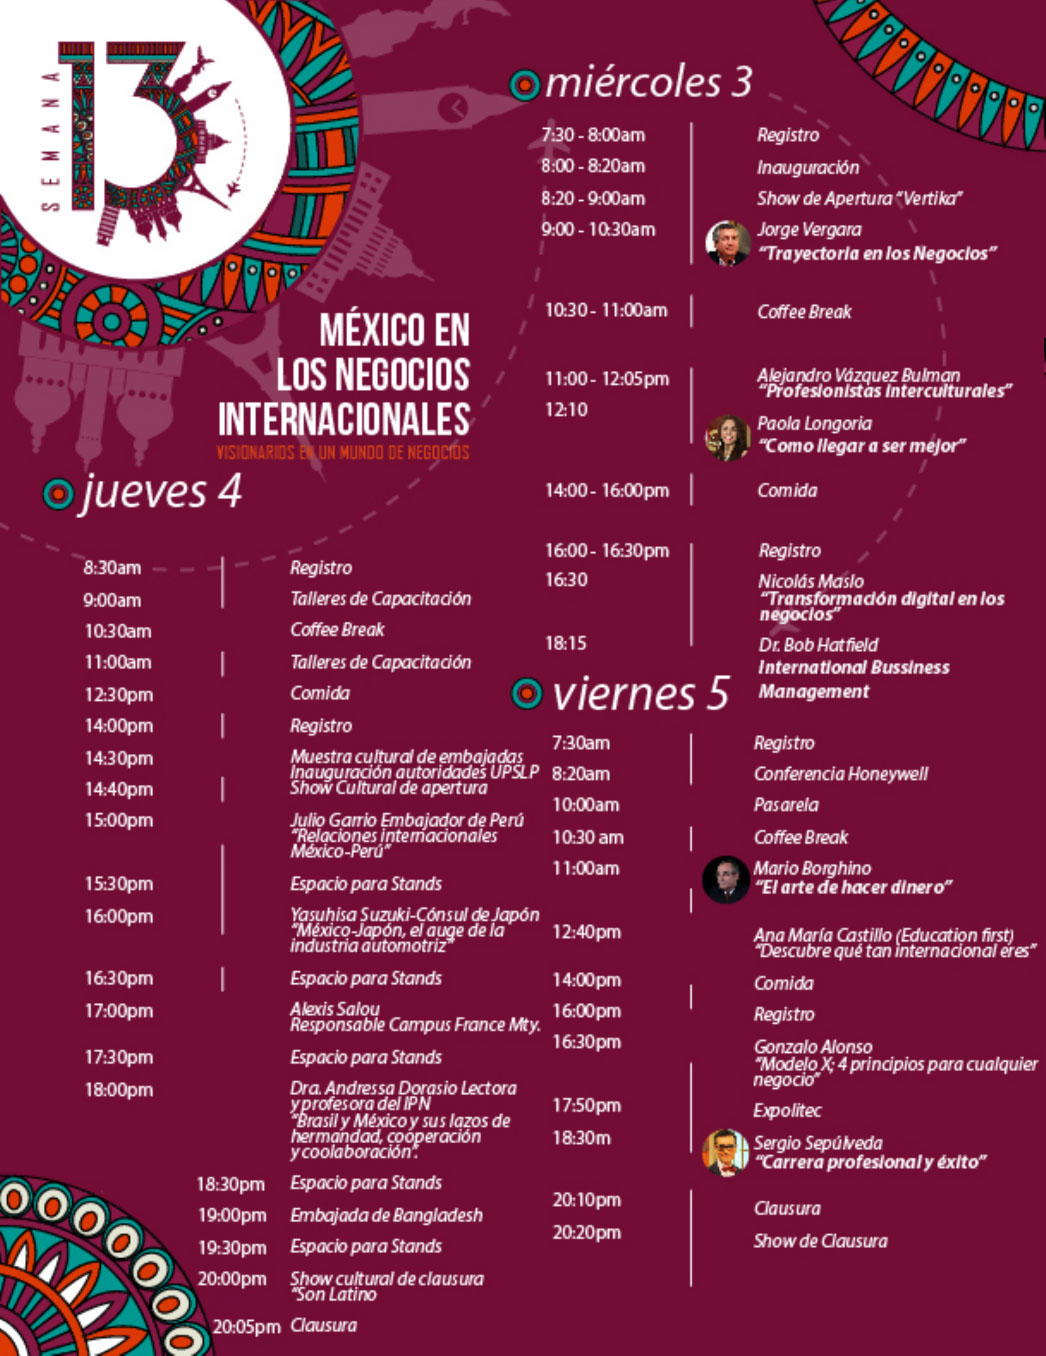 SEMANA
13
MÉXICO EN
LOS NEGOCIOS
INTERNACIONALES
VISIONARIOS EN UN MUNDO DE NEGOCIOS
miércoles 3
7:30 - 8:00am Registro
8:00 - 8:20am Inauguración
8:20 - 9:00am Show de Apertura “Vertika”
9:00 - 10:30am Jorge Vergara
“Trayectoria en los Negocios”
10:30 - 11:00am Coffee Break
11:00 - 12:05pm Alejandro Vázquez Bulman
“Profesionistas interculturales”
12:10 Paola Longoria
“Como llegar a ser mejor”
14:00 - 16:00pm Comida
16:00 - 16:30pm Registro
16:30 Nicolás Maslo
“Transformación digital en los
negocios”
18:15 Dr. Bob Hatfield
International Bussiness
Management
jueves 4
8:30am Registro
9:00am Talleres de Capacitación
10:30am Coffee Break
11:00am Talleres de Capacitación
12:30pm Comida
14:00pm Registro
14:30pm Muestra cultural de embajadas
Inauguración autoridades UPSLP
14:40pm Show Cultural de apertura
15:00pm Julio Garrio Embajador de Perú
“Relaciones internacionales
México-Perú”
15:30pm Espacio para Stands
16:00pm Yasuhisa Suzuki-Cónsul de Japón
“México-Japón, el auge de la
industria automotriz”
16:30pm Espacio para Stands
17:00pm Alexis Salou
Responsable Campus France Mty.
17:30pm Espacio para Stands
18:00pm Dra. Andressa Dorasio Lectora
y profesora del IPN
“Brasil y México y sus lazos de
hermandad, cooperación
y coolaboración”.
18:30pm Espacio para Stands
19:00pm Embajada de Bangladesh
19:30pm Espacio para Stands
20:00pm Show cultural de clausura
“Son Latino
20:05pm Clausura
viernes 5
7:30am Registro
8:20am Conferencia Honeywell
10:00am Pasarela
10:30 am Coffee Break
11:00am Mario Borghino
“El arte de hacer dinero”
12:40pm Ana María Castillo (Education first)
“Descubre qué tan internacional eres”
14:00pm Comida
16:00pm Registro
16:30pm Gonzalo Alonso
“Modelo X; 4 principios para cualquier
negocio”
17:50pm Expolitec
18:30m Sergio Sepúlveda
“Carrera profesional y éxito”
20:10pm Clausura
20:20pm Show de Clausura